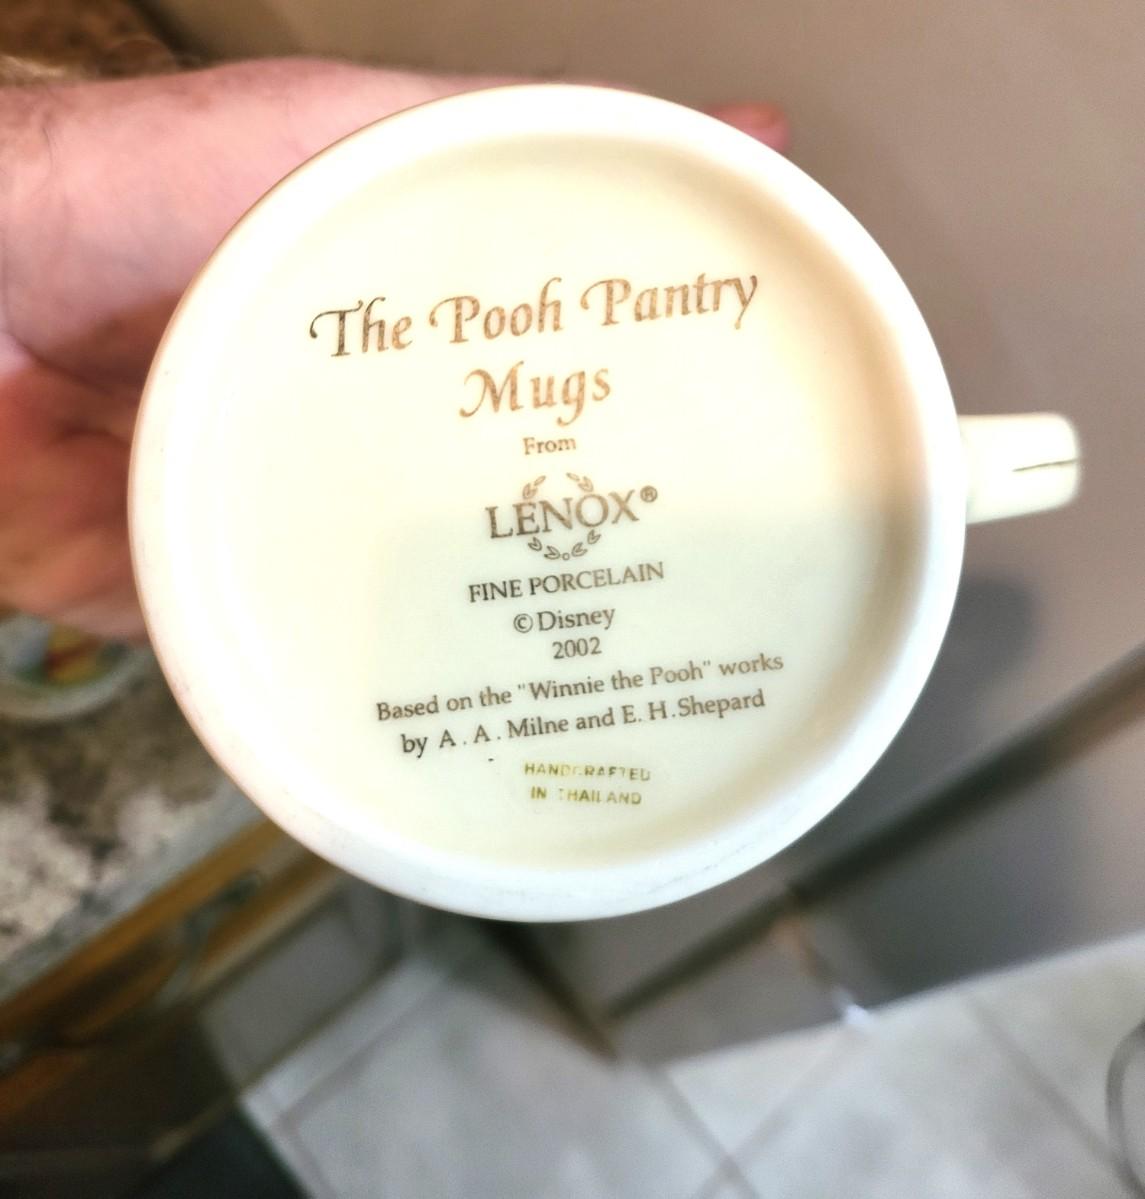 The Pooh Pantry
Mugs
From
LENOX®
FINE PORCELAIN
©Disney
2002
Based on the "Winnie the Pooh" works
by A. A. Milne and E. H. Shepard
HANDCRAFTED
IN THAILAND